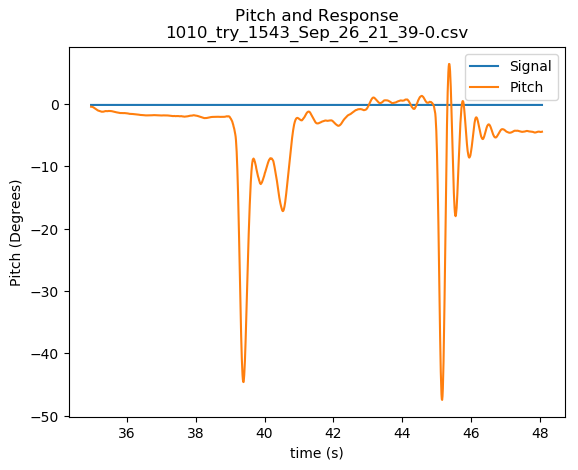 Pitch and Response
1010_try_1543_Sep_26_21_39-0.csv
Signal
Pitch
0
−10
−20
−30
−40
−50
Pitch (Degrees)
36 38 40 42 44 46 48
time (s)